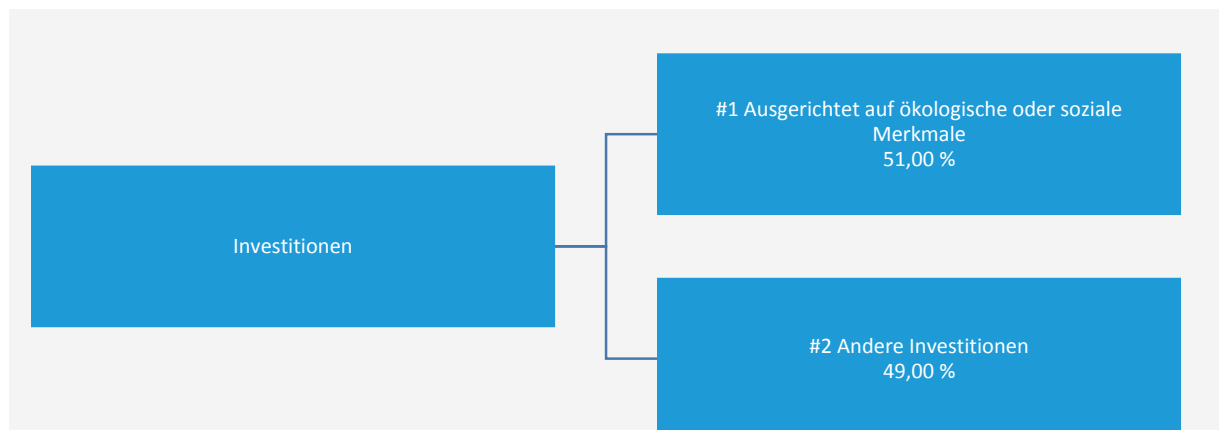 #1 Ausgerichtet auf ökologische oder soziale
Merkmale
51,00 %
Investitionen
#2 Andere Investitionen
49,00 %